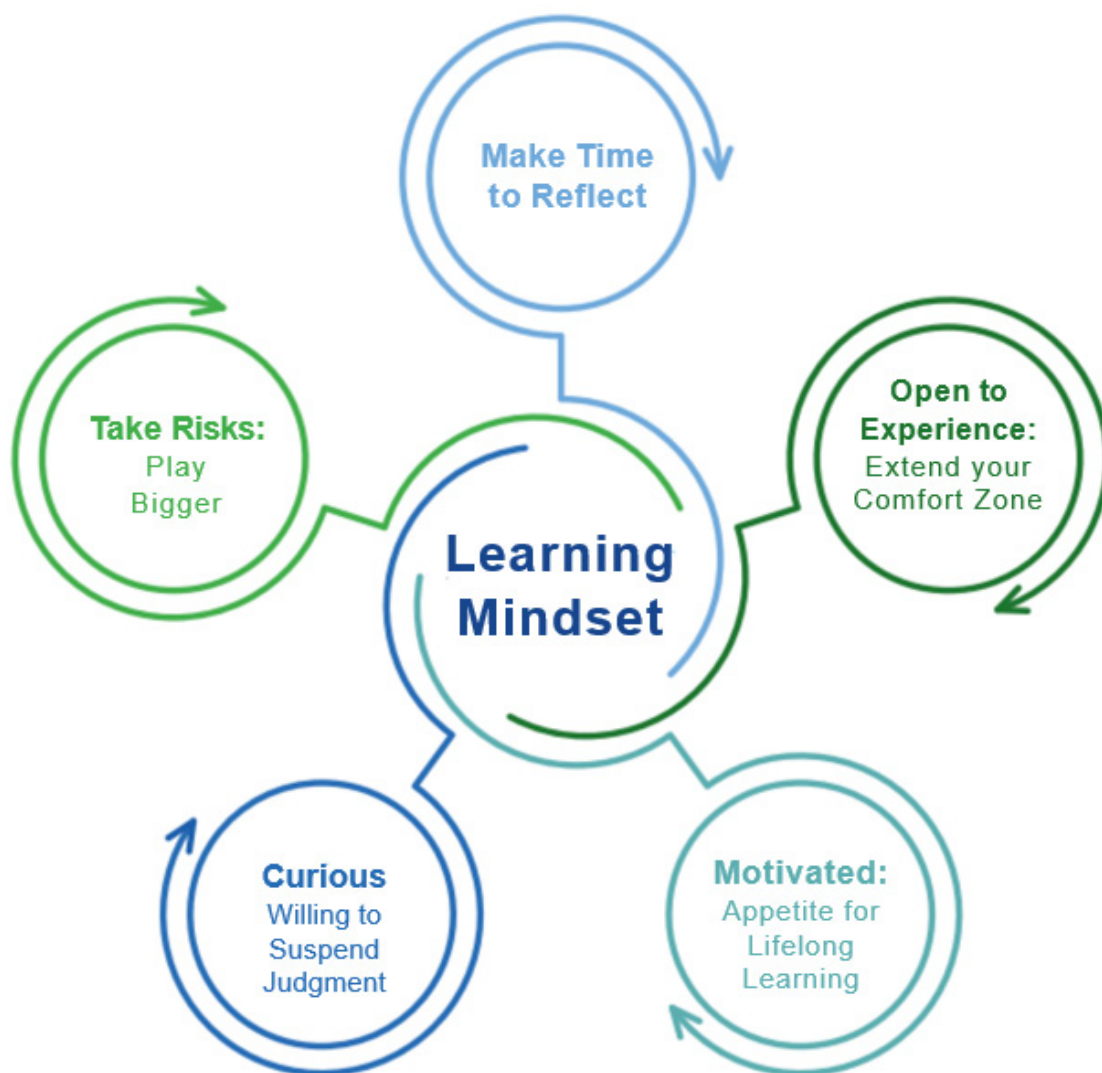 Make Time
to Reflect
Take Risks:
Play
Bigger
Open to
Experience:
Extend your
Comfort Zone
Learning
Mindset
Curious
Willing to
Suspend
Judgment
Motivated:
Appetite for
Lifelong
Learning